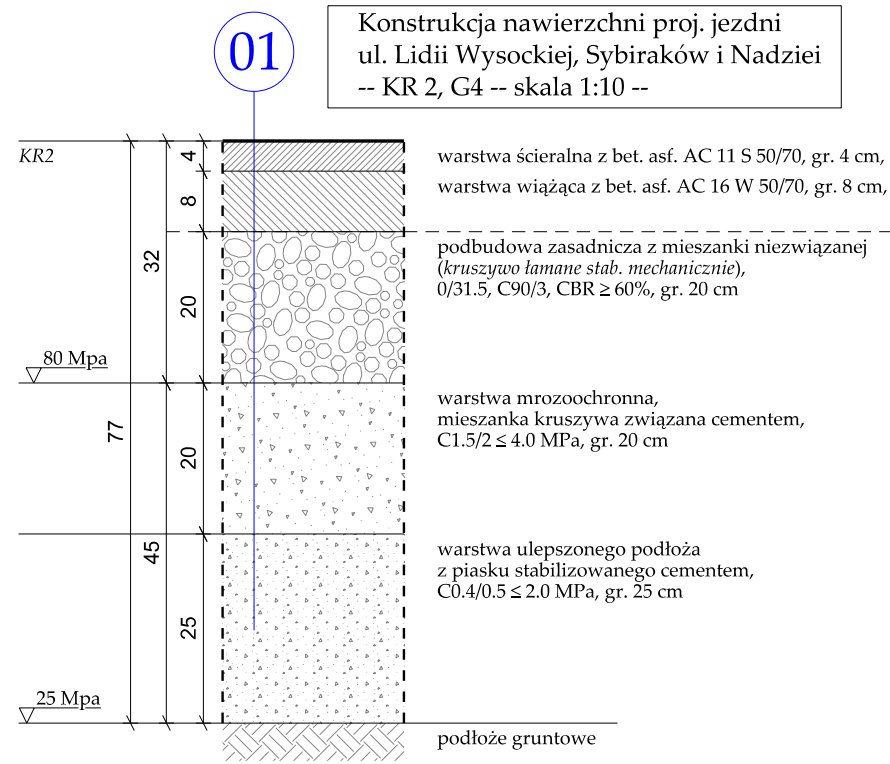 01
Konstrukcja nawierzchni proj. jezdni
ul. Lidii Wysockiej, Sybiraków i Nadziei
-- KR 2, G4 -- skala 1:10 --
KR2
4
warstwa ścieralna z bet. asf. AC 11 S 50/70, gr. 4 cm,
8
warstwa wiążąca z bet. asf. AC 16 W 50/70, gr. 8 cm,
32
20
podbudowa zasadnicza z mieszanki niezwiązanej
(kruszywo łamane stab. mechanicznie),
0/31.5, C90/3, CBR ≥ 60%, gr. 20 cm
80 Mpa
77
20
warstwa mrozoochronna,
mieszanka kruszywa związana cementem,
C1.5/2 ≤ 4.0 MPa, gr. 20 cm
45
25
warstwa ulepszonego podłoża
z piasku stabilizowanego cementem,
C0.4/0.5 ≤ 2.0 MPa, gr. 25 cm
25 Mpa
podłoże gruntowe